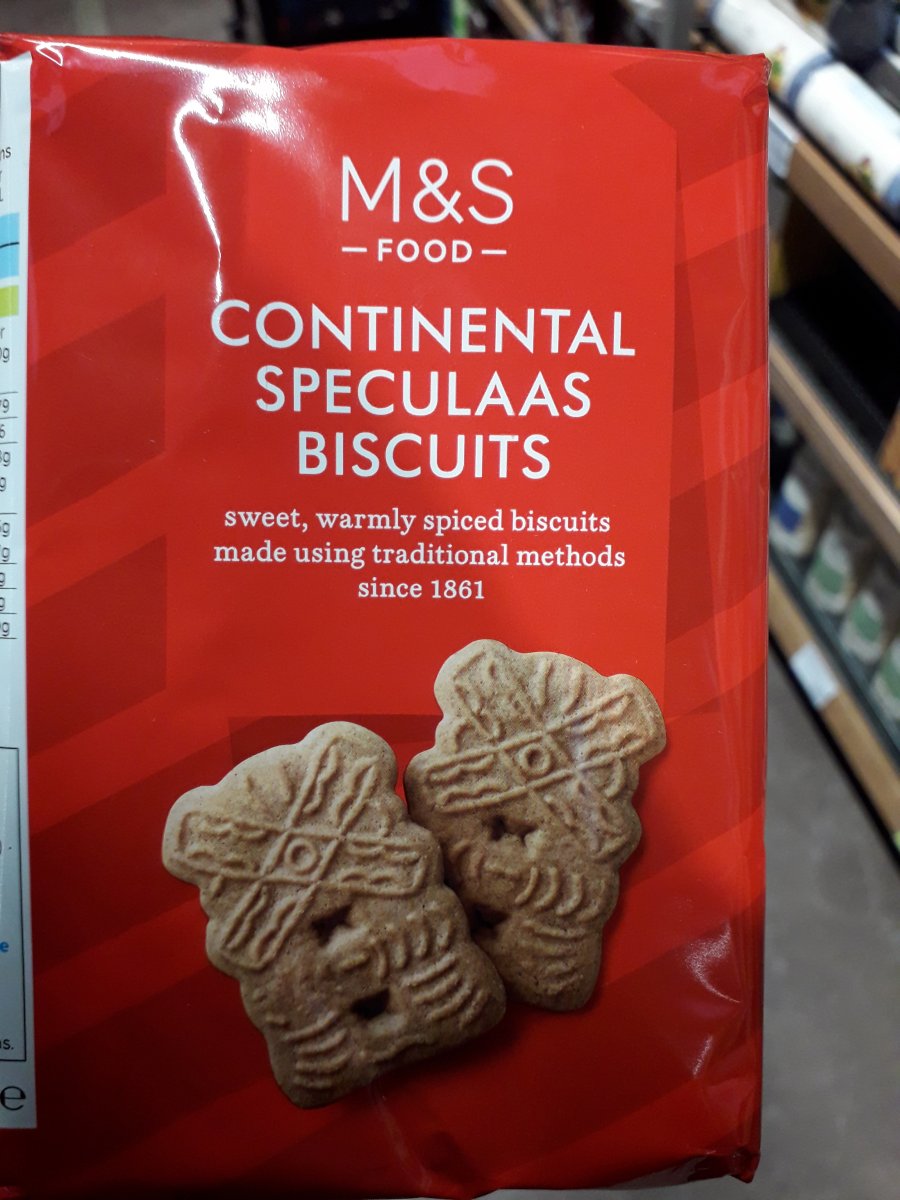 M&S
FOOD
CONTINENTAL
SPECULAAS
BISCUITS
sweet, warmly spiced biscuits
made using traditional methods
since 1861